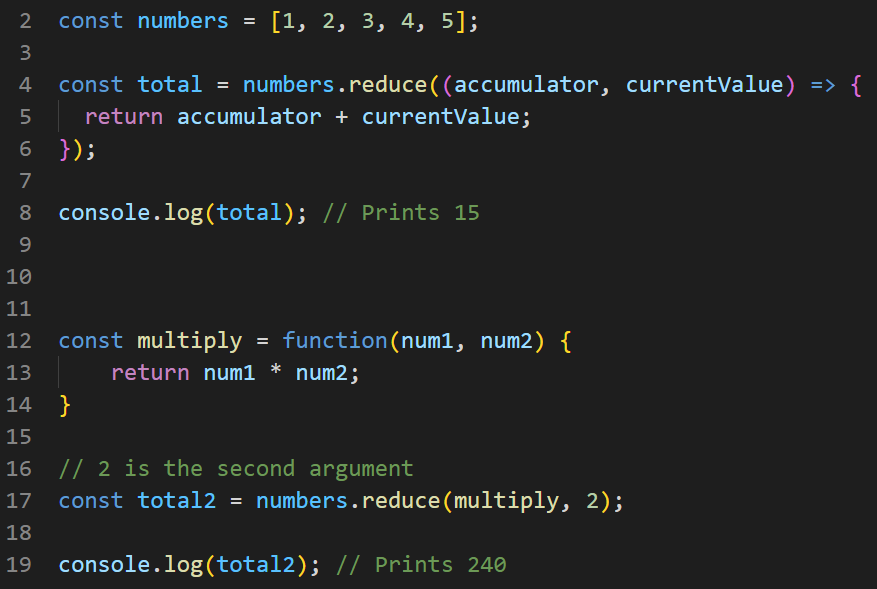 2 const numbers = [1, 2, 3, 4, 5];
3
4 const total = numbers.reduce((accumulator, currentValue) => {
5   return accumulator + currentValue;
6 });
7
8 console.log(total); // Prints 15
9
10
11
12 const multiply = function(num1, num2) {
13     return num1 * num2;
14 }
15
16 // 2 is the second argument
17 const total2 = numbers.reduce(multiply, 2);
18
19 console.log(total2); // Prints 240